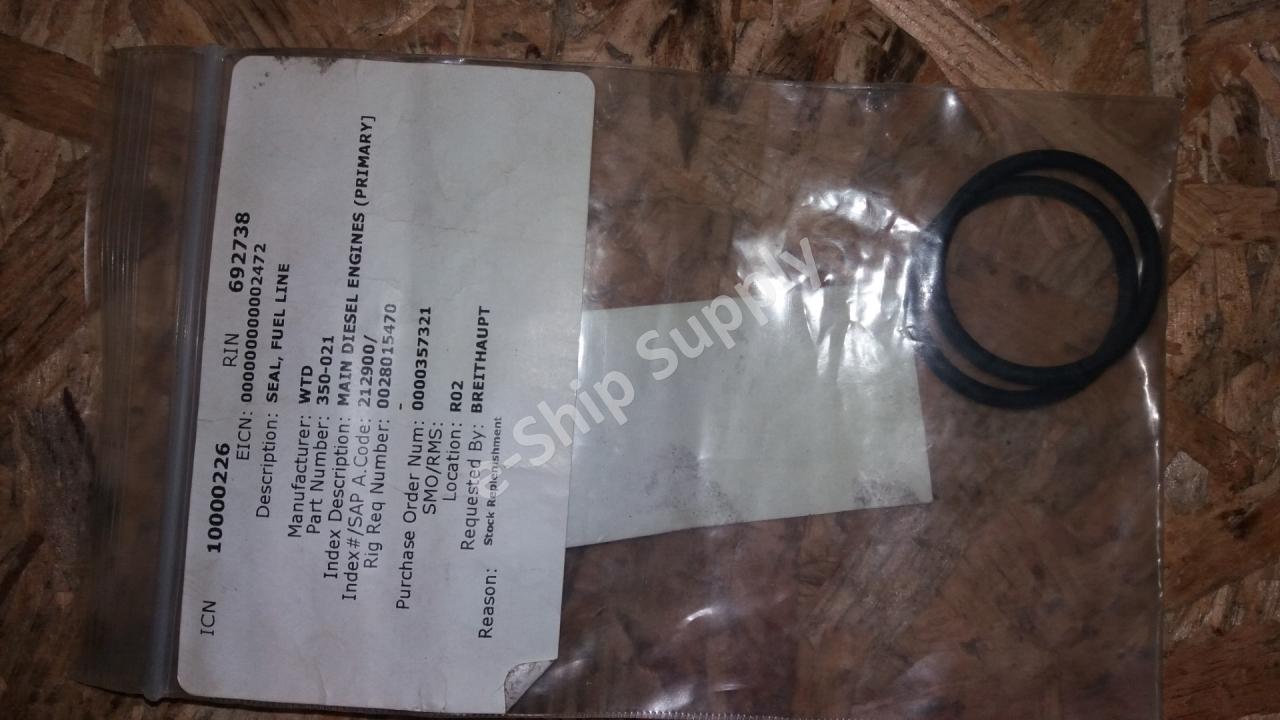 ICN 10000226 RIN 692738
EICN: 000000000000002472
Description: SEAL, FUEL LINE
Manufacturer: WTD
Part Number: 350-021
Index Description: MAIN DIESEL ENGINES (PRIMARY]
Index#/SAP A.Code: 212900/
Rig Req Number: 0028015470
-
Purchase Order Num: 0000357321
SMO/RMS:
Location: R02
Requested By: BREITHAUPT
Reason: Stock Replenishment
e-Ship Supply